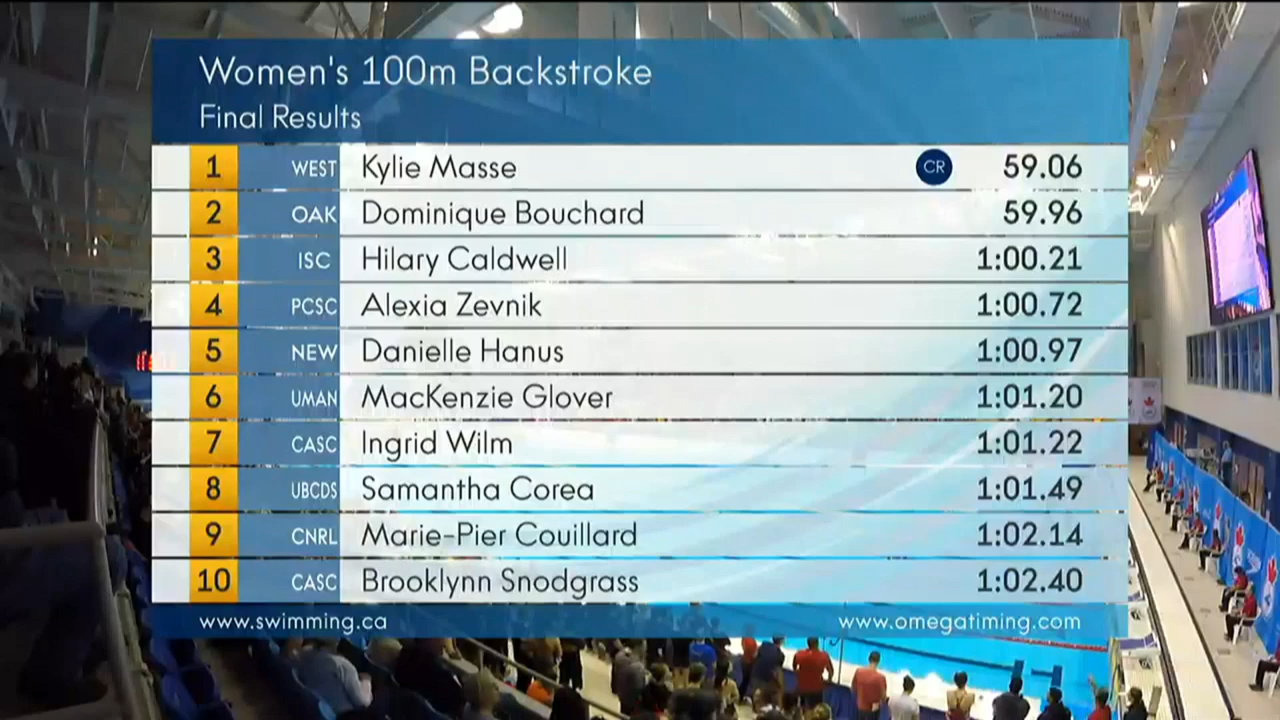 Women's 100m Backstroke
Final Results
1 WEST Kylie Masse CR 59.06
2 OAK Dominique Bouchard 59.96
3 ISC Hilary Caldwell 1:00.21
4 PCSC Alexia Zevnik 1:00.72
5 NEW Danielle Hanus 1:00.97
6 UMAN MacKenzie Glover 1:01.20
7 CASC Ingrid Wilm 1:01.22
8 UBCDS Samantha Corea 1:01.49
9 CNRL Marie-Pier Couillard 1:02.14
10 CASC Brooklynn Snodgrass 1:02.40
www.swimming.ca www.omegatiming.com